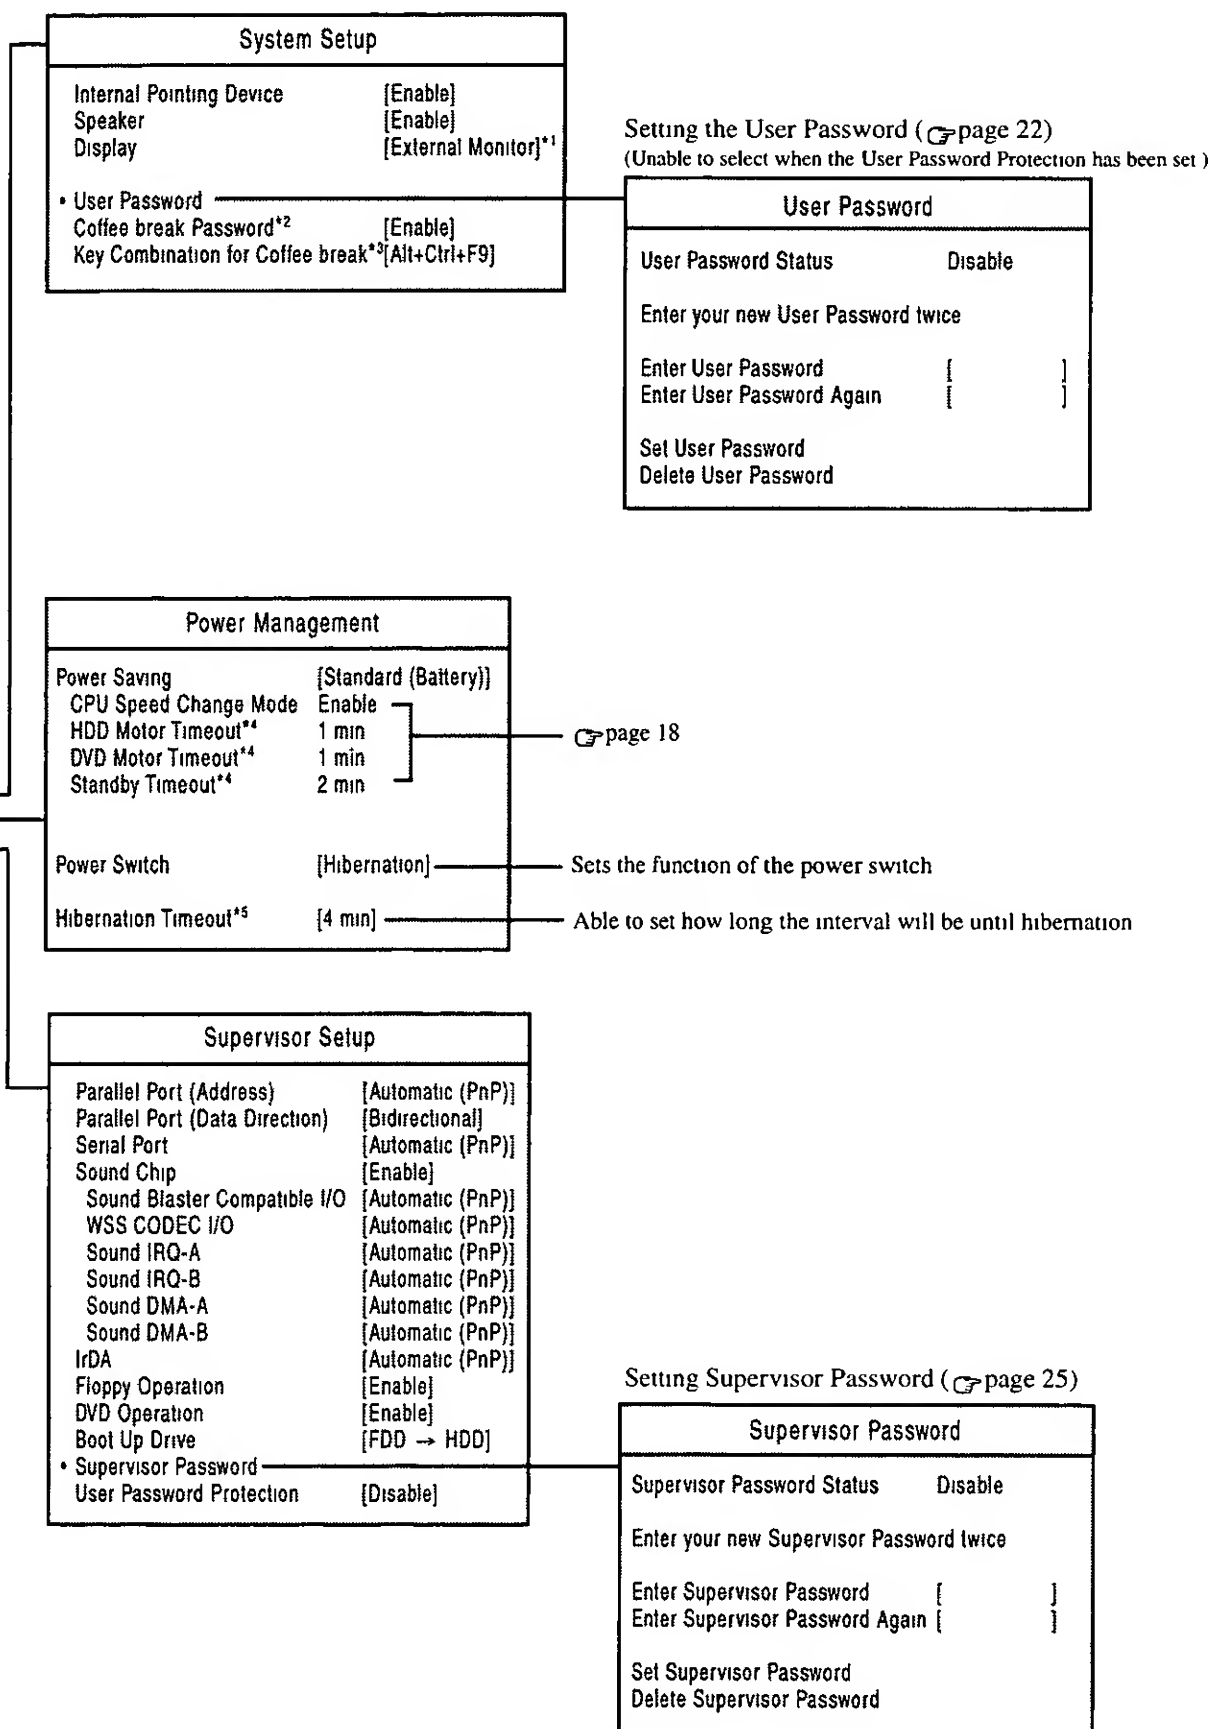 System Setup
Internal Pointing Device [Enable]
Speaker [Enable]
Display [External Monitor]*1
• User Password
Coffee break Password*2 [Enable]
Key Combination for Coffee break*3 [Alt+Ctrl+F9]
Setting the User Password (☞page 22)
(Unable to select when the User Password Protection has been set )
User Password
User Password Status Disable
Enter your new User Password twice
Enter User Password [ ]
Enter User Password Again [ ]
Set User Password
Delete User Password
Power Management
Power Saving [Standard (Battery)]
CPU Speed Change Mode Enable
HDD Motor Timeout*4 1 min
DVD Motor Timeout*4 1 min
Standby Timeout*4 2 min
☞page 18
Power Switch [Hibernation]
Sets the function of the power switch
Hibernation Timeout*5 [4 min]
Able to set how long the interval will be until hibernation
Supervisor Setup
Parallel Port (Address) [Automatic (PnP)]
Parallel Port (Data Direction) [Bidirectional]
Serial Port [Automatic (PnP)]
Sound Chip [Enable]
Sound Blaster Compatible I/O [Automatic (PnP)]
WSS CODEC I/O [Automatic (PnP)]
Sound IRQ-A [Automatic (PnP)]
Sound IRQ-B [Automatic (PnP)]
Sound DMA-A [Automatic (PnP)]
Sound DMA-B [Automatic (PnP)]
IrDA [Automatic (PnP)]
Floppy Operation [Enable]
DVD Operation [Enable]
Boot Up Drive [FDD → HDD]
• Supervisor Password
User Password Protection [Disable]
Setting Supervisor Password (☞page 25)
Supervisor Password
Supervisor Password Status Disable
Enter your new Supervisor Password twice
Enter Supervisor Password [ ]
Enter Supervisor Password Again [ ]
Set Supervisor Password
Delete Supervisor Password